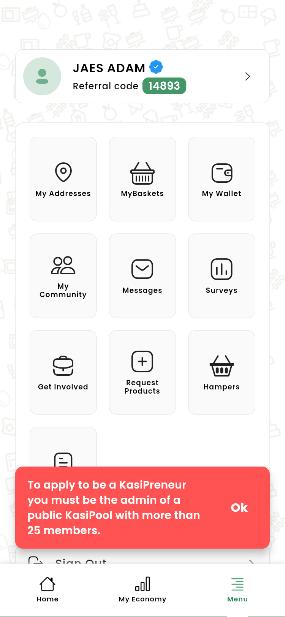 JAES ADAM
Referral code 14893
My Addresses
MyBaskets
My Wallet
My
Community
Messages
Surveys
Get Involved
Request
Products
Hampers
To apply to be a KasiPreneur
you must be the admin of a
public KasiPool with more than
25 members.
Ok
Sign Out
Home
My Economy
Menu